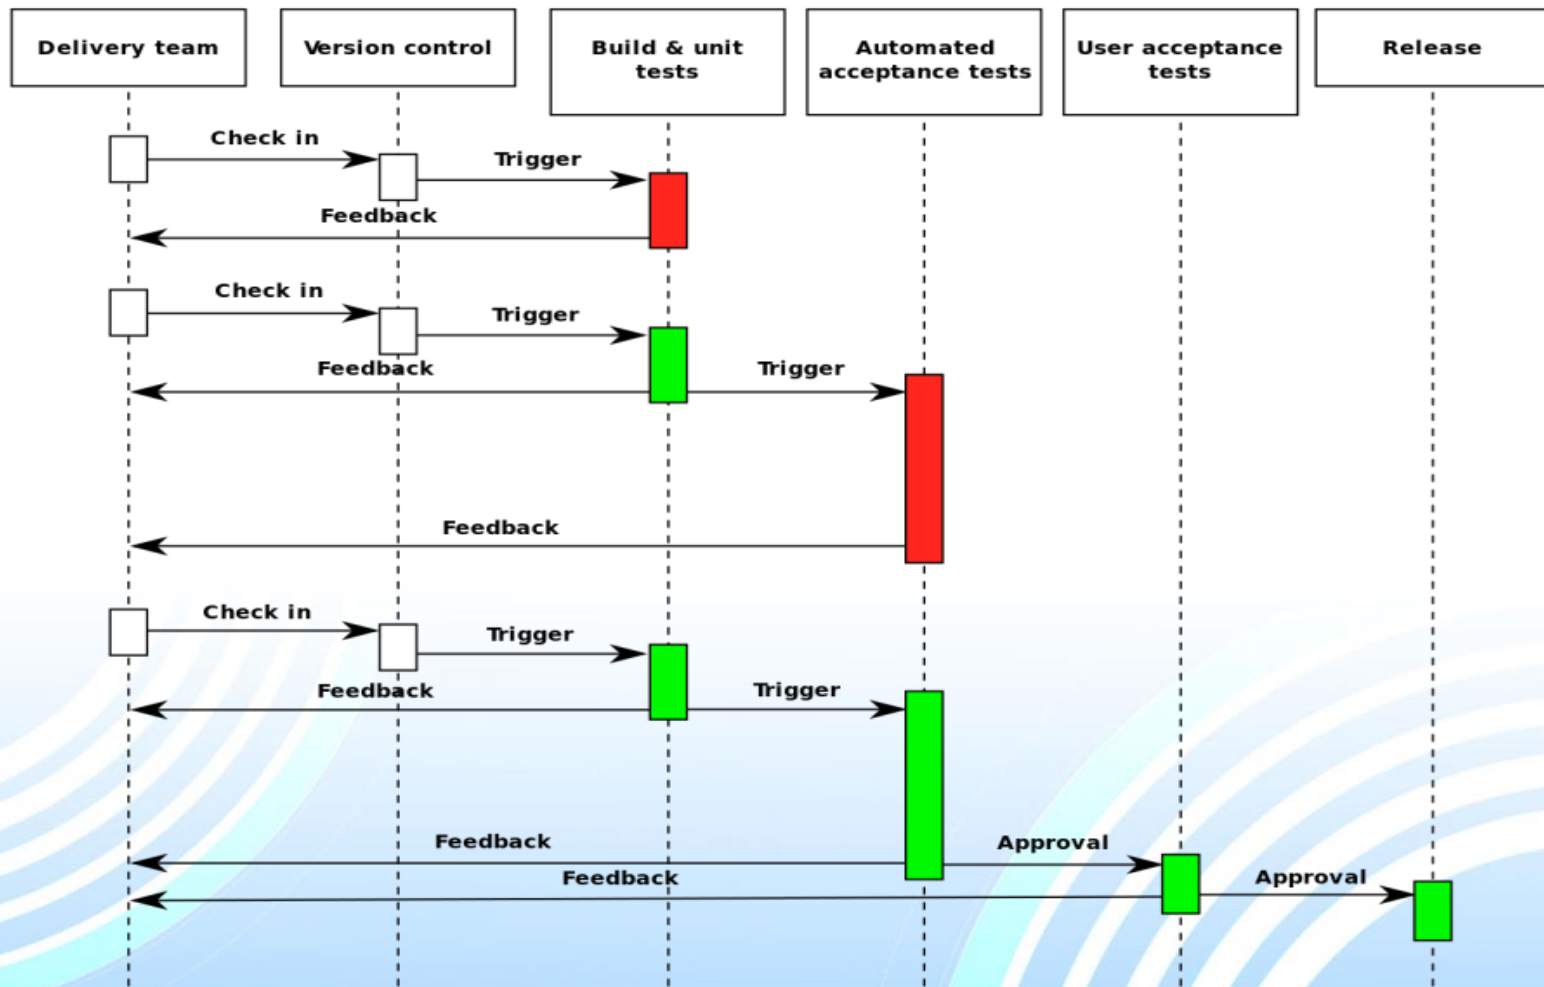 Delivery team
Version control
Build & unit
tests
Automated
acceptance tests
User acceptance
tests
Release
Check in
Trigger
Feedback
Check in
Trigger
Feedback
Trigger
Feedback
Check in
Trigger
Feedback
Trigger
Feedback
Approval
Feedback
Approval